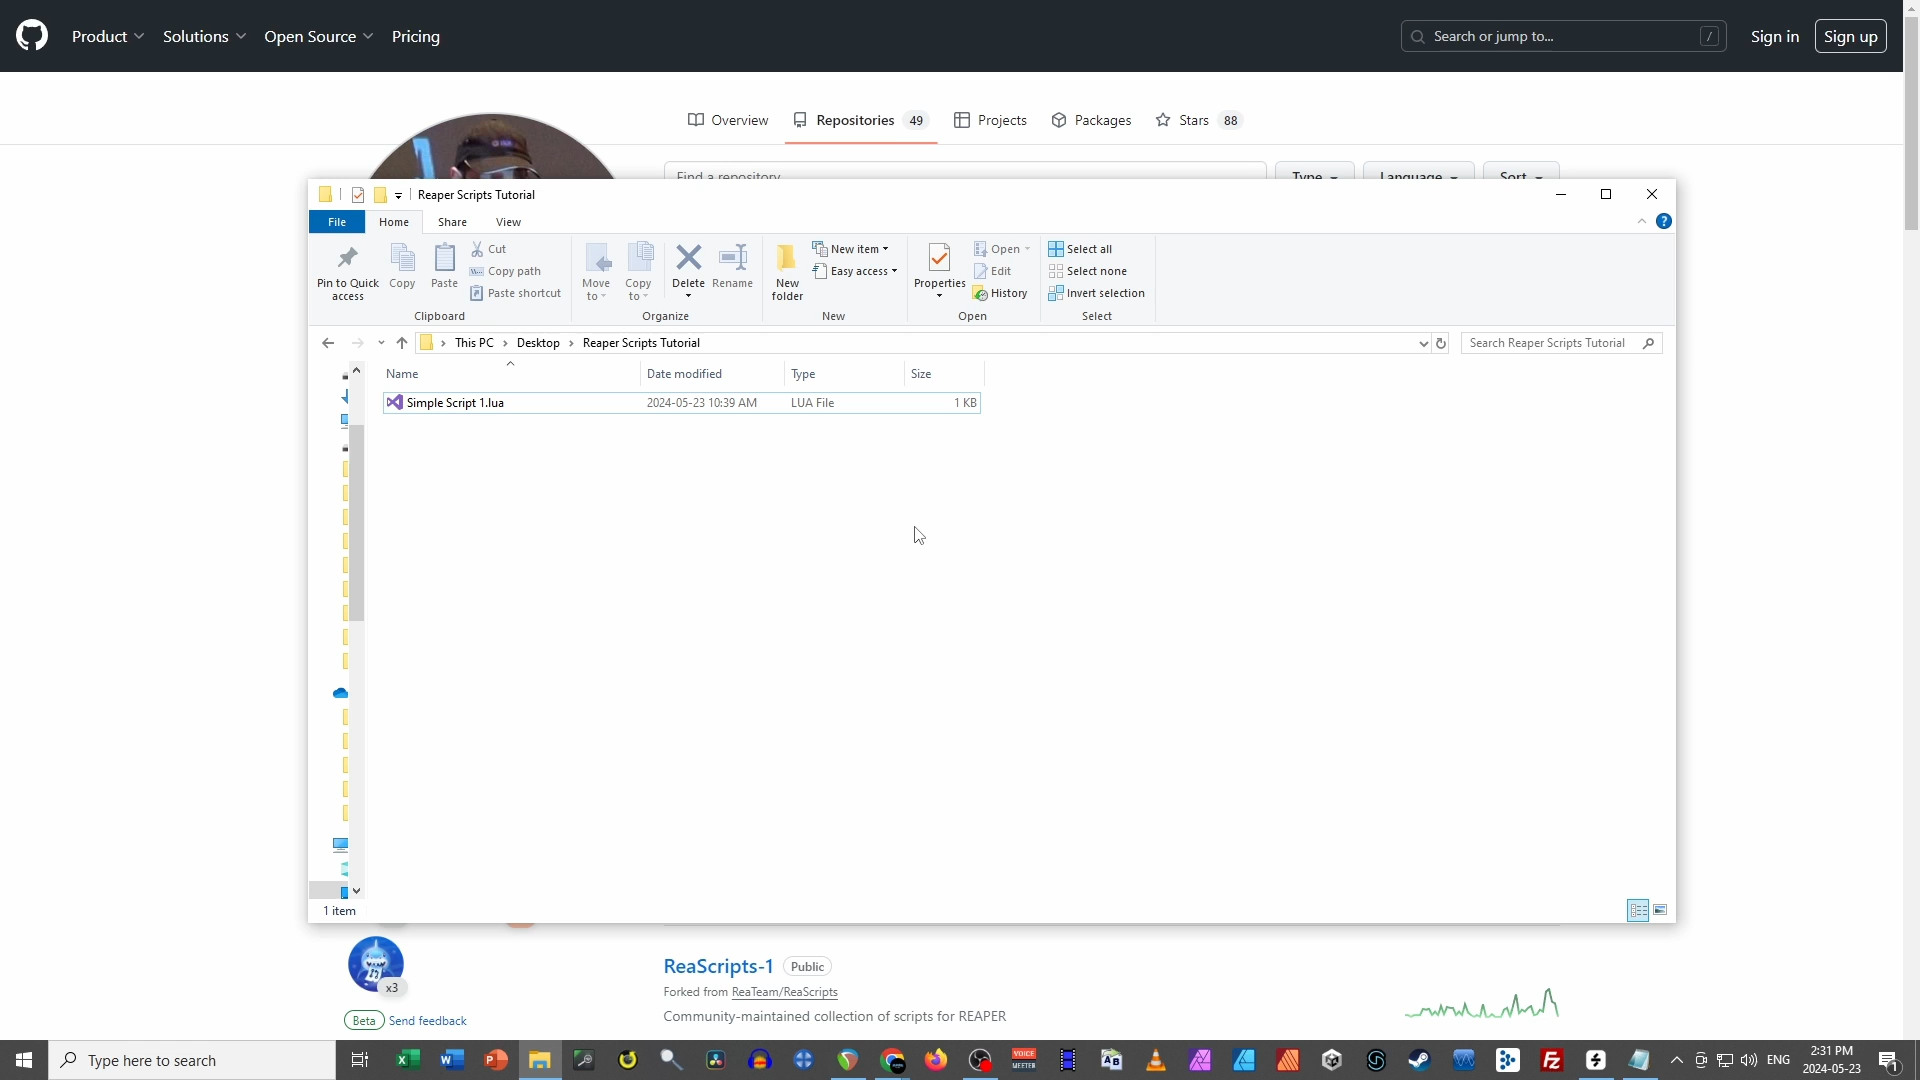 Product
Solutions
Open Source
Pricing
Search or jump to...
/
Sign in
Sign up
Overview
Repositories 49
Projects
Packages
Stars 88
Find a repository
Type
Language
Sort
Reaper Scripts Tutorial
File
Home
Share
View
Pin to Quick
access
Copy
Paste
Cut
Copy path
Paste shortcut
Clipboard
Move
to
Copy
to
Delete
Rename
Organize
New
folder
New item
Easy access
New
Properties
Open
Edit
History
Open
Select all
Select none
Invert selection
Select
This PC
Desktop
Reaper Scripts Tutorial
Search Reaper Scripts Tutorial
Name
Date modified
Type
Size
Simple Script 1.lua
2024-05-23 10:39 AM
LUA File
1 KB
1 item
x3
Beta
Send feedback
ReaScripts-1
Public
Forked from ReaTeam/ReaScripts
Community-maintained collection of scripts for REAPER
Type here to search
VOICE
MEETER
ENG
2:31 PM
2024-05-23
1